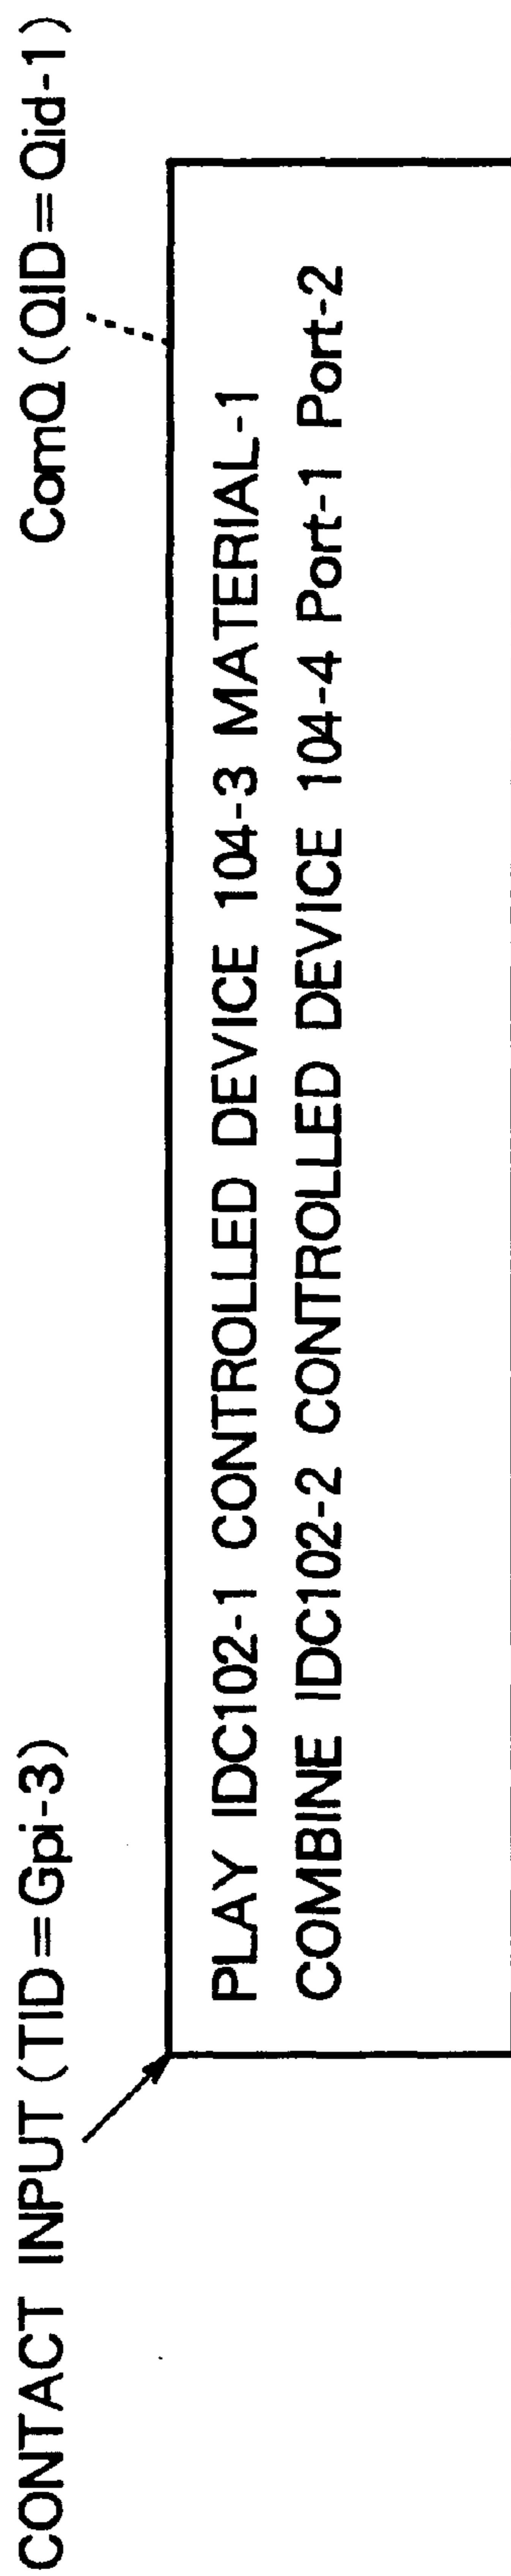 CONTACT INPUT (TID=Gpi-3)
ComQ (QID=Qid-1)
PLAY IDC102-1 CONTROLLED DEVICE 104-3 MATERIAL-1
COMBINE IDC102-2 CONTROLLED DEVICE 104-4 Port-1 Port-2